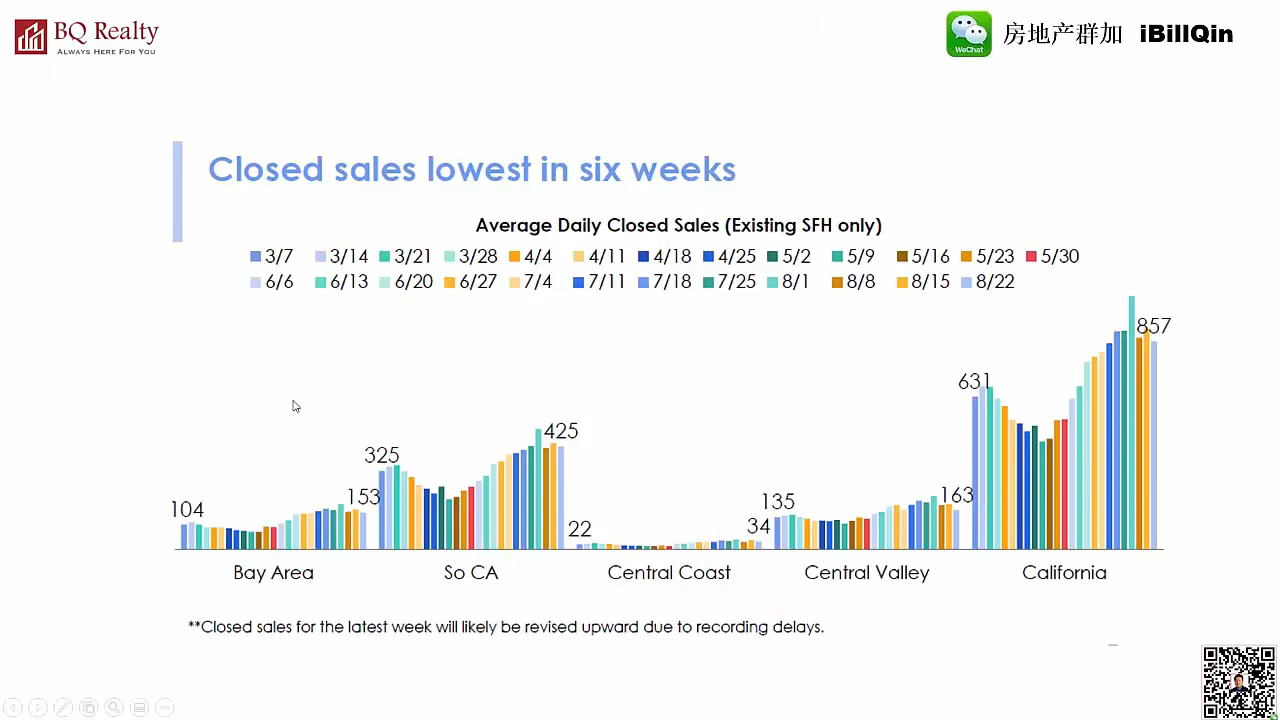 BQ Realty
ALWAYS HERE FOR YOU
WeChat
房地产群加 iBillQin
Closed sales lowest in six weeks
Average Daily Closed Sales (Existing SFH only)
3/7 3/14 3/21 3/28 4/4 4/11 4/18 4/25 5/2 5/9 5/16 5/23 5/30
6/6 6/13 6/20 6/27 7/4 7/11 7/18 7/25 8/1 8/8 8/15 8/22
104 153 325 425 22 34 135 163 631 857
Bay Area So CA Central Coast Central Valley California
**Closed sales for the latest week will likely be revised upward due to recording delays.